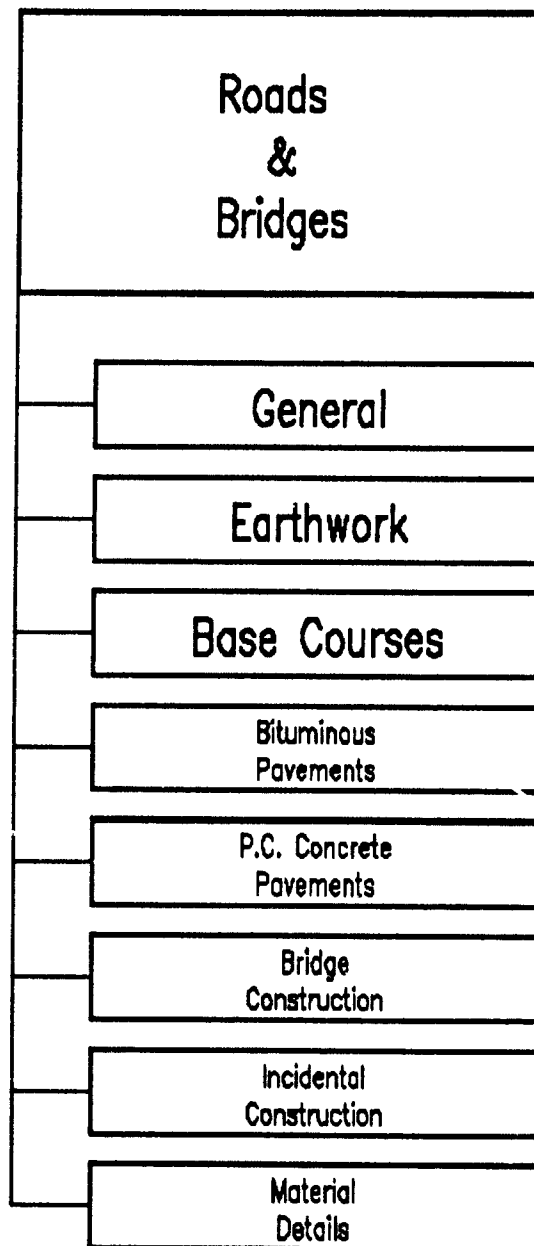 Roads
&
Bridges
General
Earthwork
Base Courses
Bituminous
Pavements
P.C. Concrete
Pavements
Bridge
Construction
Incidental
Construction
Material
Details